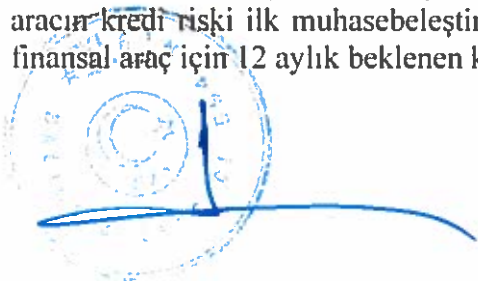 aracın kredi riski ilk muhasebeleştir
finansal araç için 12 aylık beklenen k